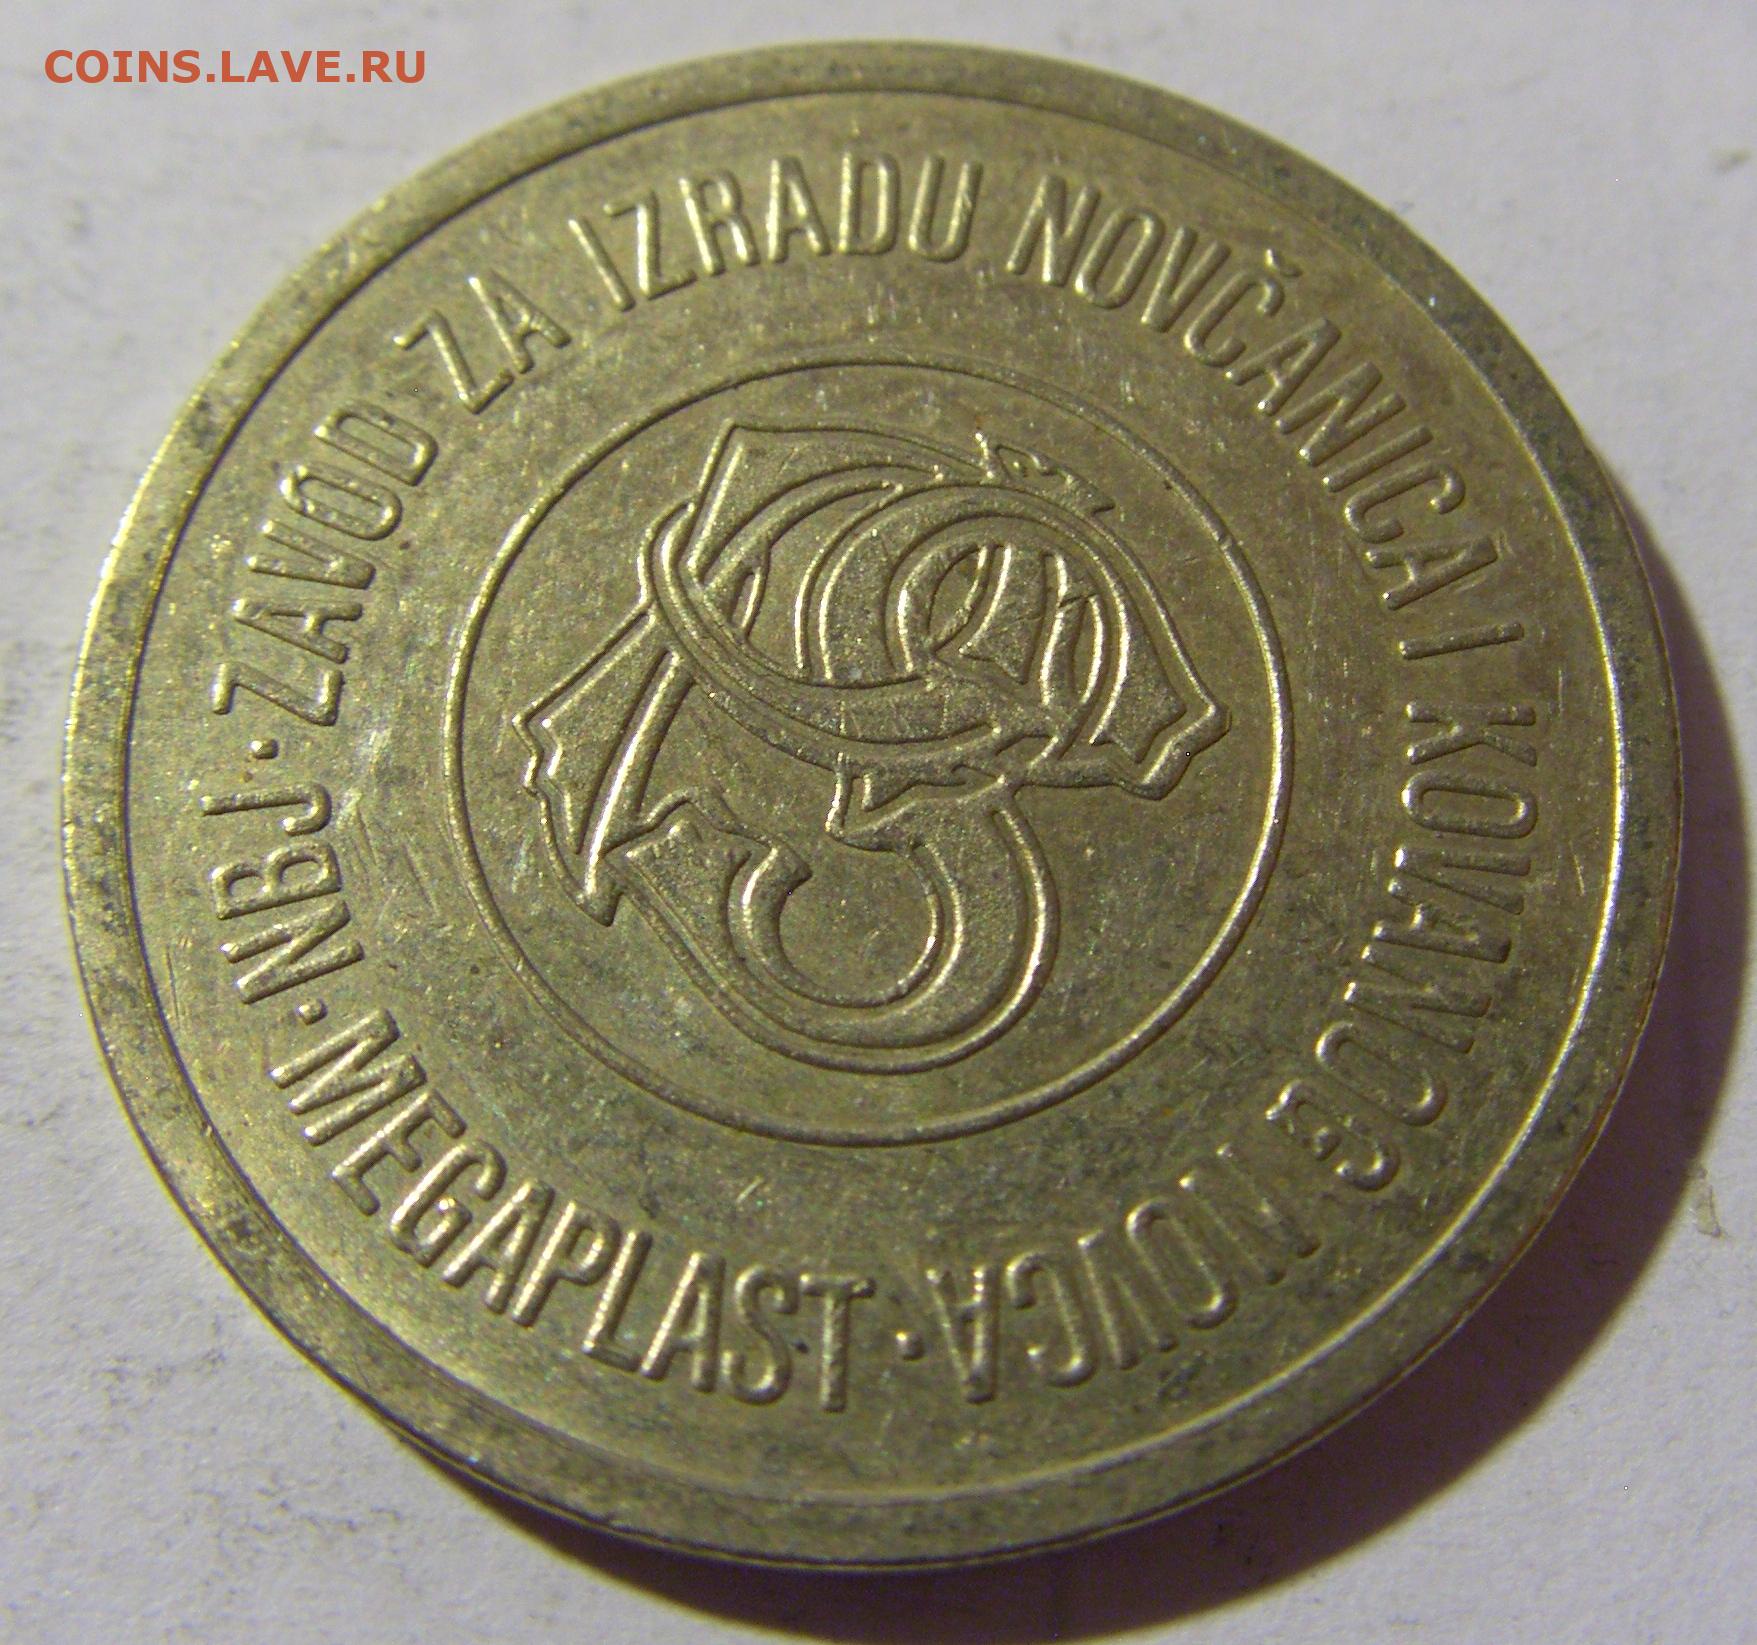 COINS.LAVE.RU
NBJ · ZAVOD ZA IZRADU NOVČANICA I KOVANOG NOVCA · MEGAPLAST ·